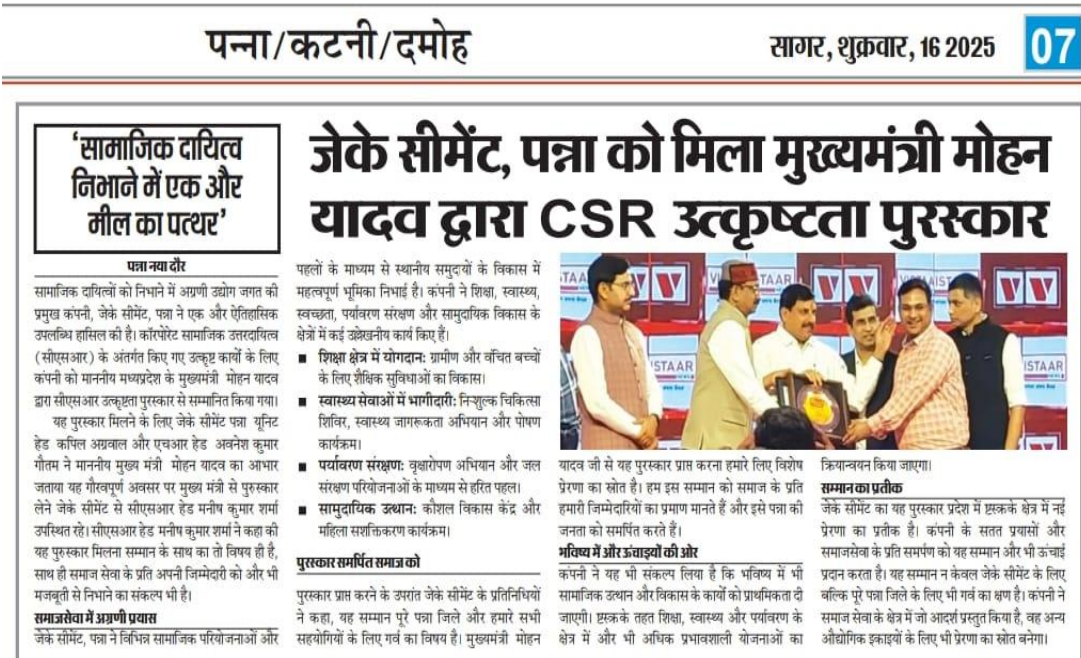 पन्ना/कटनी/दमोह
सागर, शुक्रवार, 16 2025
07
'सामाजिक दायित्व
निभाने में एक और
मील का पत्थर'
जेके सीमेंट, पन्ना को मिला मुख्यमंत्री मोहन
यादव द्वारा CSR उत्कृष्टता पुरस्कार
पन्ना नया दौर
सामाजिक दायित्वों को निभाने में अग्रणी उद्योग जगत की
प्रमुख कंपनी, जेके सीमेंट, पन्ना ने एक और ऐतिहासिक
उपलब्धि हासिल की है। कॉरपोरेट सामाजिक उत्तरदायित्व
(सीएसआर) के अंतर्गत किए गए उत्कृष्ट कार्यों के लिए
कंपनी को माननीय मध्यप्रदेश के मुख्यमंत्री मोहन यादव
द्वारा सीएसआर उत्कृष्टता पुरस्कार से सम्मानित किया गया।
यह पुरस्कार मिलने के लिए जेके सीमेंट पन्ना यूनिट
हेड कपिल अग्रवाल और एचआर हेड अवनेश कुमार
गौतम ने माननीय मुख्य मंत्री मोहन यादव का आभार
जताया यह गौरवपूर्ण अवसर पर मुख्य मंत्री से पुरुस्कार
लेने जेके सीमेंट से सीएसआर हेड मनीष कुमार शर्मा
उपस्थित रहे। सीएसआर हेड मनीष कुमार शर्मा ने कहा की
यह पुरुस्कार मिलना सम्मान के साथ का तो विषय ही है,
साथ ही समाज सेवा के प्रति अपनी जिम्मेदारी को और भी
मजबूती से निभाने का संकल्प भी है।
समाजसेवा में अग्रणी प्रयास
जेके सीमेंट, पन्ना ने विभिन्न सामाजिक परियोजनाओं और
पहलों के माध्यम से स्थानीय समुदायों के विकास में
महत्वपूर्ण भूमिका निभाई है। कंपनी ने शिक्षा, स्वास्थ्य,
स्वच्छता, पर्यावरण संरक्षण और सामुदायिक विकास के
क्षेत्रों में कई उल्लेखनीय कार्य किए हैं।
■ शिक्षा क्षेत्र में योगदान: ग्रामीण और वंचित बच्चों
के लिए शैक्षिक सुविधाओं का विकास।
■ स्वास्थ्य सेवाओं में भागीदारी: नि-शुल्क चिकित्सा
शिविर, स्वास्थ्य जागरूकता अभियान और पोषण
कार्यक्रम।
■ पर्यावरण संरक्षण: वृक्षारोपण अभियान और जल
संरक्षण परियोजनाओं के माध्यम से हरित पहल।
■ सामुदायिक उत्थान: कौशल विकास केंद्र और
महिला सशक्तिकरण कार्यक्रम।
पुरस्कार समर्पित समाज को
पुरस्कार प्राप्त करने के उपरांत जेके सीमेंट के प्रतिनिधियों
ने कहा, यह सम्मान पूरे पन्ना जिले और हमारे सभी
सहयोगियों के लिए गर्व का विषय है। मुख्यमंत्री मोहन
यादव जी से यह पुरस्कार प्राप्त करना हमारे लिए विशेष
प्रेरणा का स्रोत है। हम इस सम्मान को समाज के प्रति
हमारी जिम्मेदारियों का प्रमाण मानते हैं और इसे पन्ना की
जनता को समर्पित करते हैं।
भविष्य में और ऊंचाइयों की ओर
कंपनी ने यह भी संकल्प लिया है कि भविष्य में भी
सामाजिक उत्थान और विकास के कार्यों को प्राथमिकता दी
जाएगी। ष्टस्क्रके तहत शिक्षा, स्वास्थ्य और पर्यावरण के
क्षेत्र में और भी अधिक प्रभावशाली योजनाओं का
क्रियान्वयन किया जाएगा।
सम्मान का प्रतीक
जेके सीमेंट का यह पुरस्कार प्रदेश में ष्टस्क्रके क्षेत्र में नई
प्रेरणा का प्रतीक है। कंपनी के सतत प्रयासों और
समाजसेवा के प्रति समर्पण को यह सम्मान और भी ऊंचाई
प्रदान करता है। यह सम्मान न केवल जेके सीमेंट के लिए
बल्कि पूरे पन्ना जिले के लिए भी गर्व का क्षण है। कंपनी ने
समाज सेवा के क्षेत्र में जो आदर्श प्रस्तुत किया है, वह अन्य
औद्योगिक इकाइयों के लिए भी प्रेरणा का स्रोत बनेगा।